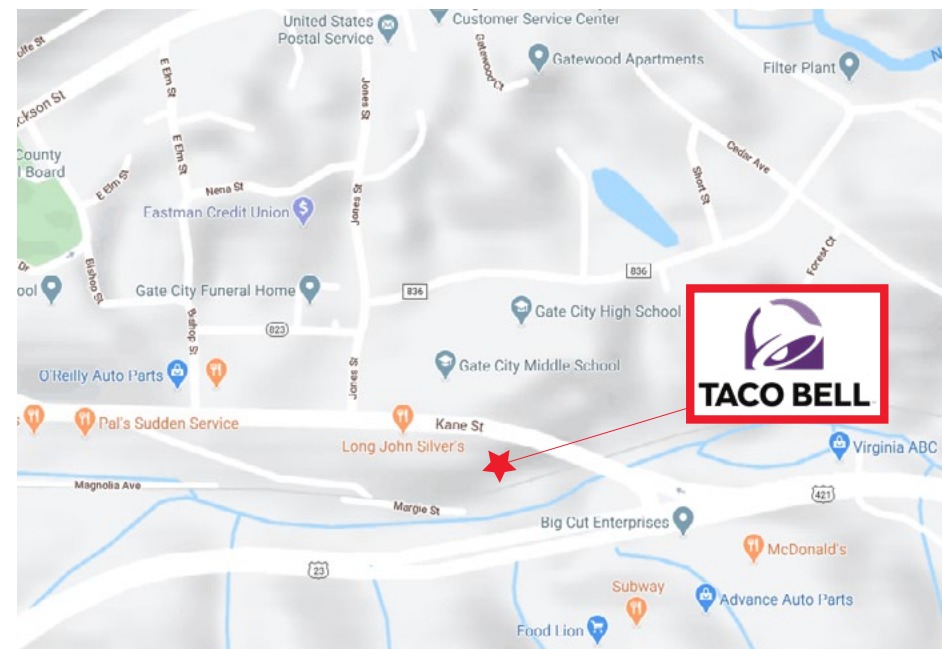 United States
Postal Service
Customer Service Center
Gatewood Ct
Gatewood Apartments
Filter Plant
E Elm St
Jones St
ckson St
County
l Board
E Elm St
E Elm St
Nena St
Jones St
Short St
Cedar Ave
Eastman Credit Union
Forest Ct
Dr
ool
Bishop St
Gate City Funeral Home
836
836
Gate City High School
823
Bishop St
Gate City Middle School
Jones St
O'Reilly Auto Parts
TACO BELL
Pal's Sudden Service
Kane St
Long John Silver's
Virginia ABC
Magnolia Ave
Margie St
421
Big Cut Enterprises
McDonald's
23
Subway
Advance Auto Parts
Food Lion